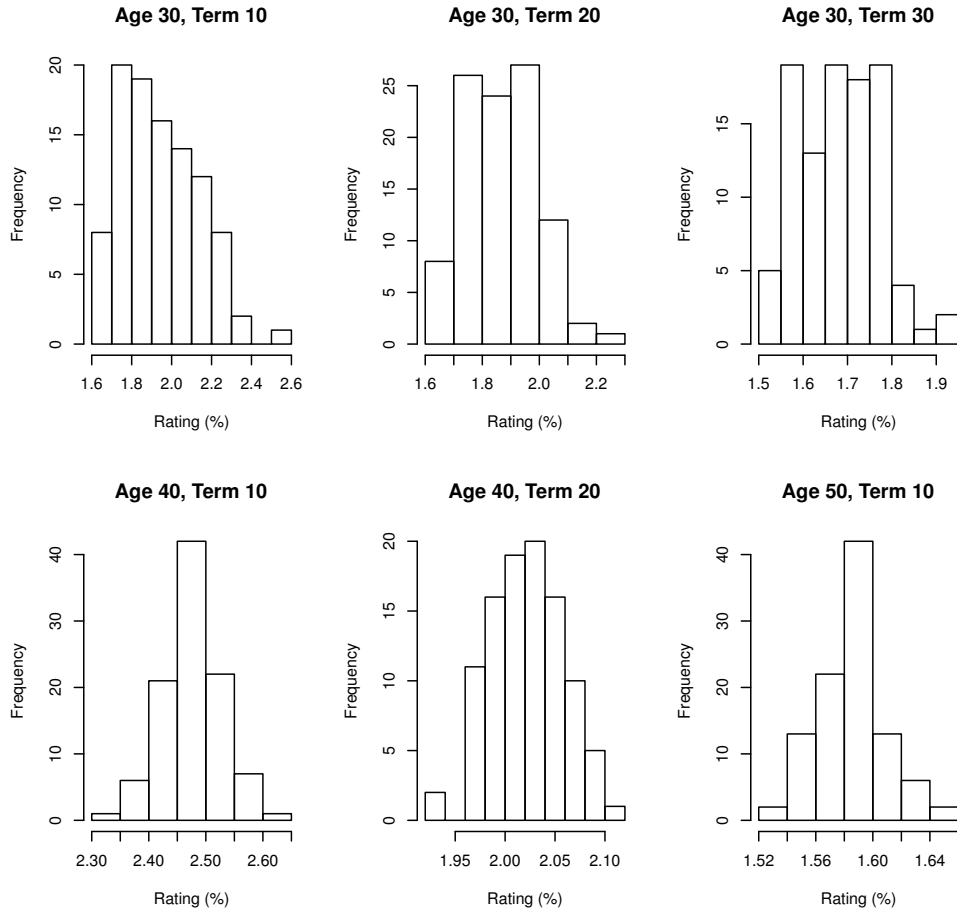 Age 30, Term 10
Age 30, Term 20
Age 30, Term 30
Frequency
0 5 10 15 20
1.6 1.8 2.0 2.2 2.4 2.6
Rating (%)
Frequency
0 5 10 15 20 25
1.6 1.8 2.0 2.2
Rating (%)
Frequency
0 5 10 15
1.5 1.6 1.7 1.8 1.9
Rating (%)
Age 40, Term 10
Age 40, Term 20
Age 50, Term 10
Frequency
0 10 20 30 40
2.30 2.40 2.50 2.60
Rating (%)
Frequency
0 5 10 15 20
1.95 2.00 2.05 2.10
Rating (%)
Frequency
0 10 20 30 40
1.52 1.56 1.60 1.64
Rating (%)